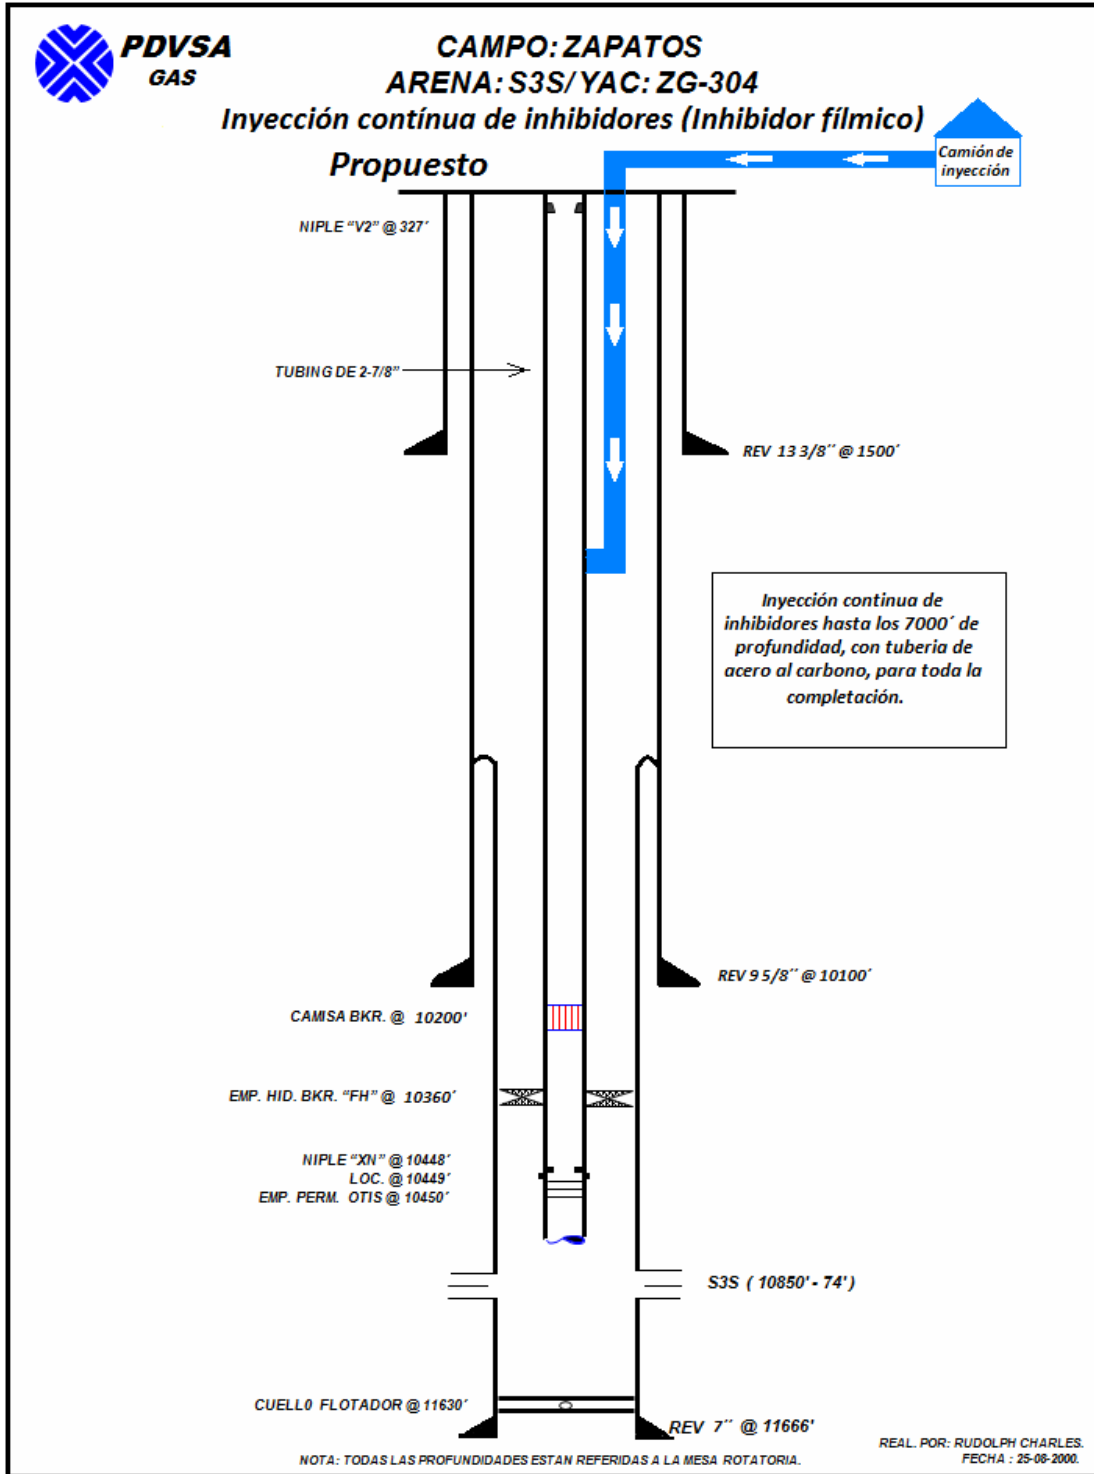 PDVSA
GAS
CAMPO: ZAPATOS
ARENA: S3S/ YAC: ZG-304
Inyección contínua de inhibidores (Inhibidor fílmico)
Propuesto
Camión de
inyección
NIPLE "V2" @ 327´
TUBING DE 2-7/8"
REV 13 3/8´´ @ 1500´
Inyección continua de
inhibidores hasta los 7000´ de
profundidad, con tuberia de
acero al carbono, para toda la
completación.
REV 9 5/8´´ @ 10100´
CAMISA BKR. @ 10200'
EMP. HID. BKR. "FH" @ 10360´
NIPLE "XN" @ 10448´
LOC. @ 10449´
EMP. PERM. OTIS @ 10450´
S3S ( 10850' - 74' )
CUELLO FLOTADOR @ 11630´
REV 7´´ @ 11666'
NOTA: TODAS LAS PROFUNDIDADES ESTAN REFERIDAS A LA MESA ROTATORIA.
REAL. POR: RUDOLPH CHARLES.
FECHA : 25-08-2000.